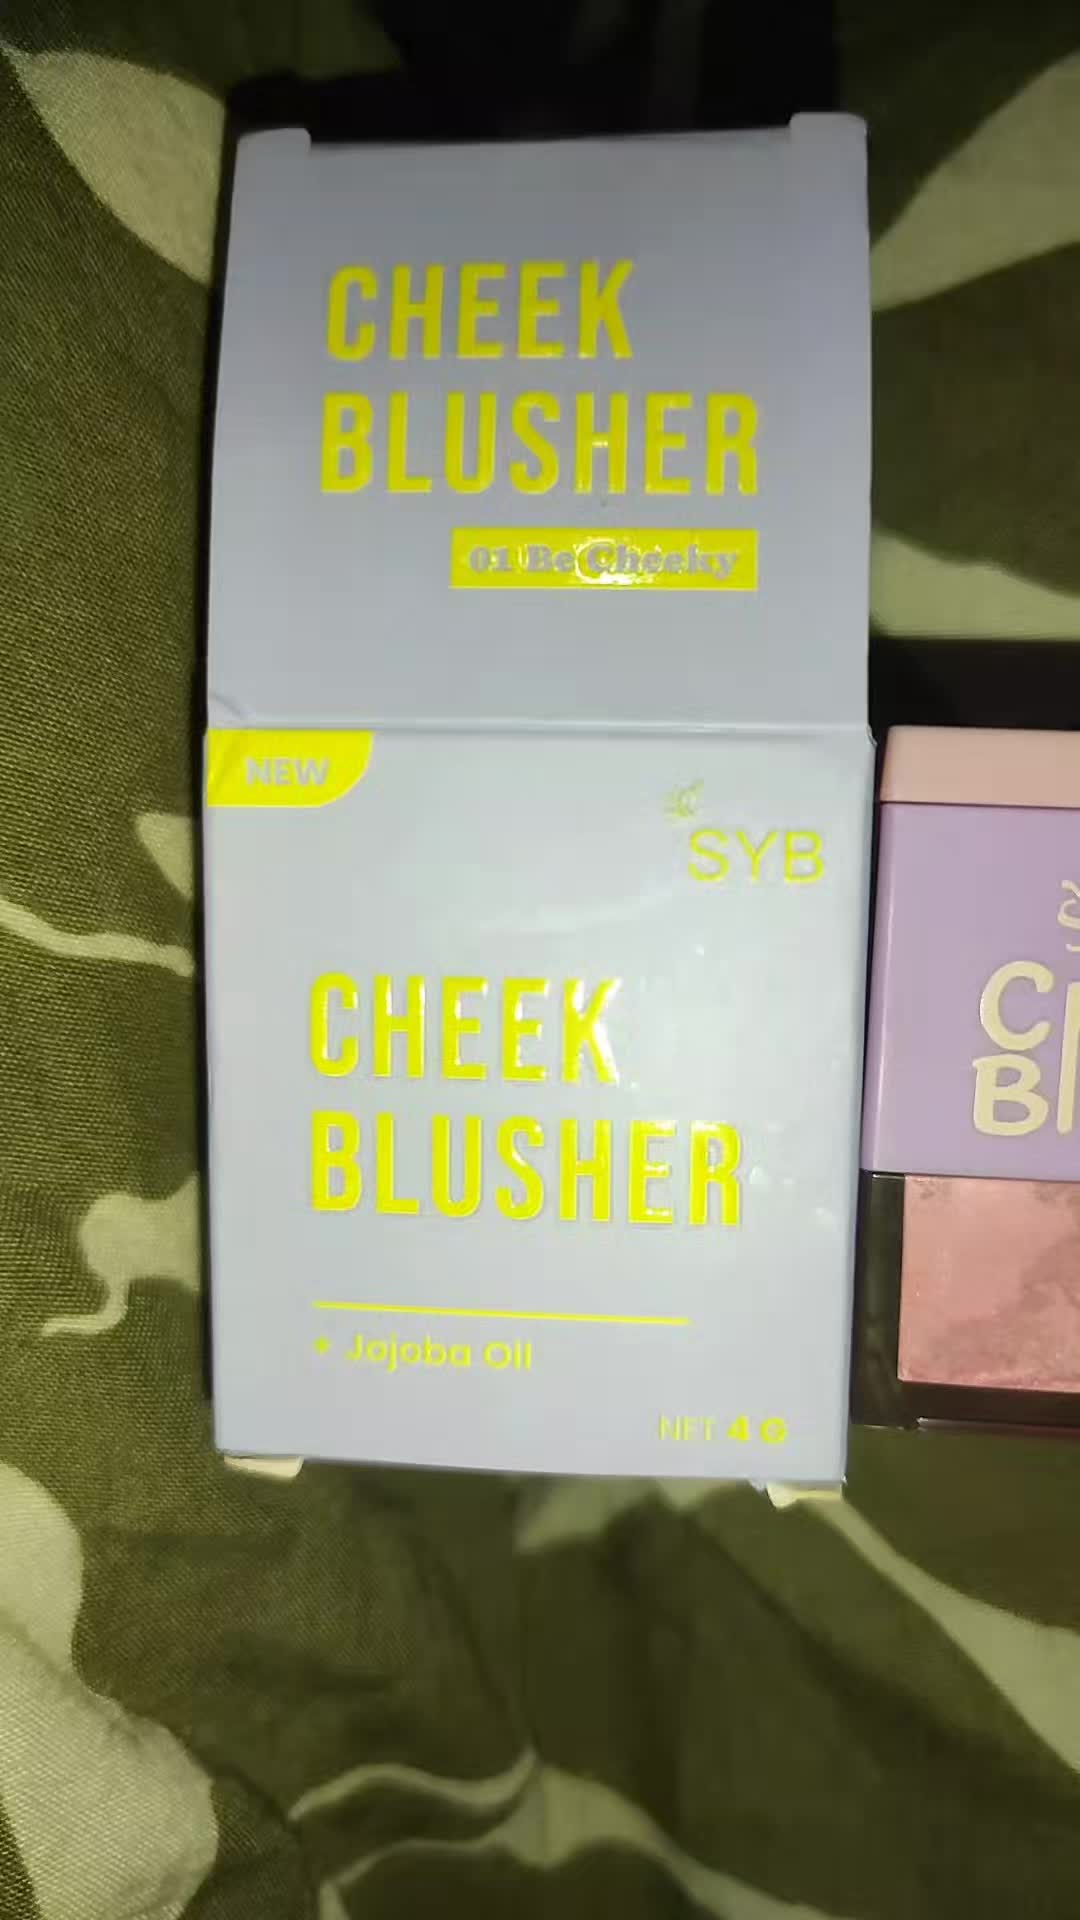 CHEEK
BLUSHER
01 Be Cheeky
NEW
SYB
CHEEK
BLUSHER
+ Jojoba Oil
NET 4 G